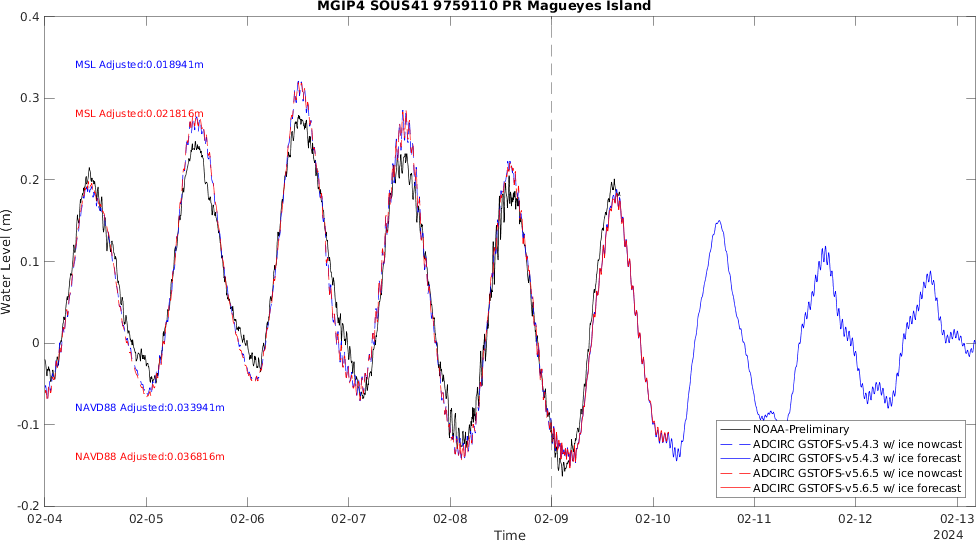 MGIP4 SOUS41 9759110 PR Magueyes Island
0.4
0.3
0.2
0.1
0
-0.1
-0.2
Water Level (m)
MSL Adjusted:0.018941m
MSL Adjusted:0.021816m
NAVD88 Adjusted:0.033941m
NAVD88 Adjusted:0.036816m
NOAA-Preliminary
ADCIRC GSTOFS-v5.4.3 w/ ice nowcast
ADCIRC GSTOFS-v5.4.3 w/ ice forecast
ADCIRC GSTOFS-v5.6.5 w/ ice nowcast
ADCIRC GSTOFS-v5.6.5 w/ ice forecast
02-04 02-05 02-06 02-07 02-08 02-09 02-10 02-11 02-12 02-13
Time
2024